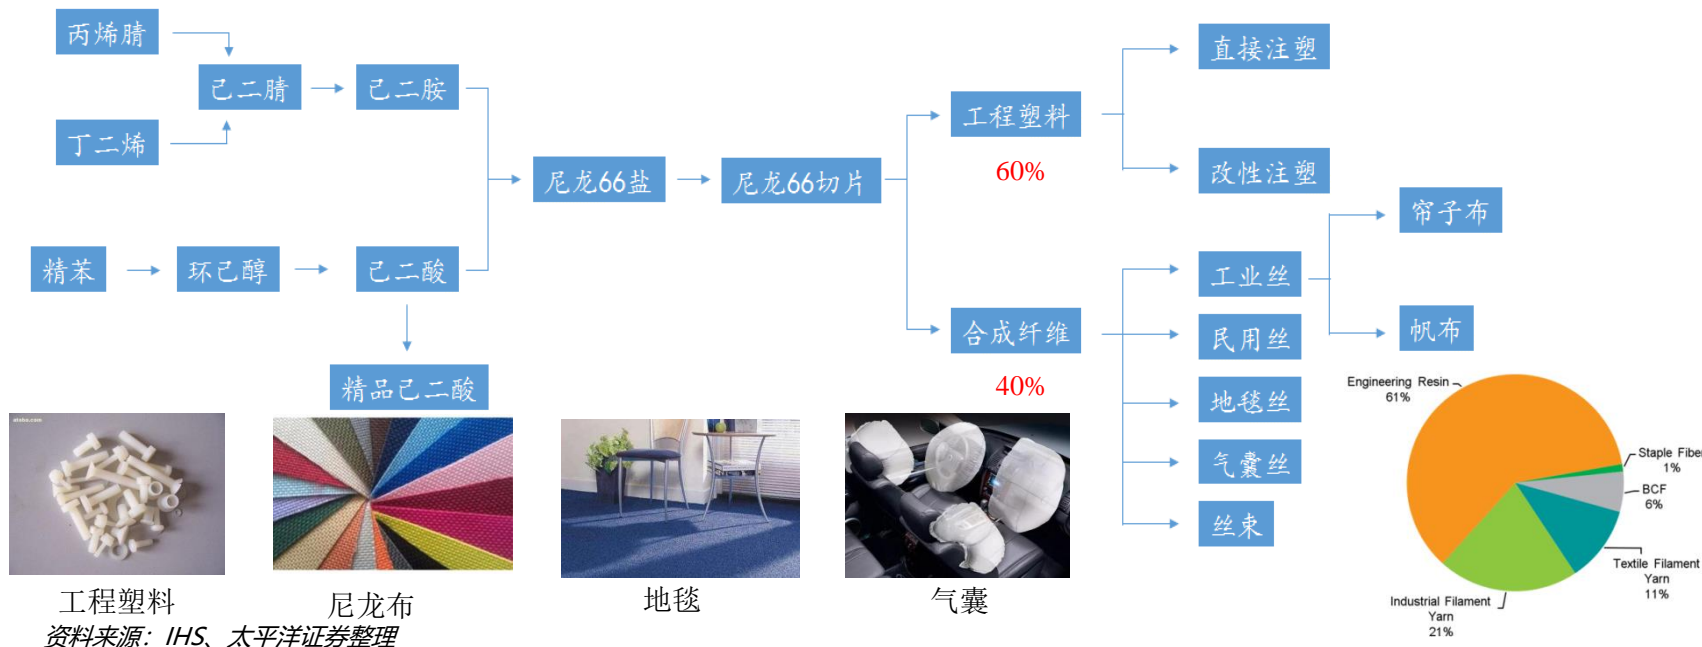 丙烯腈
己二腈
己二胺
丁二烯
尼龙66盐
尼龙66切片
精苯
环己醇
己二酸
精品己二酸
工程塑料
60%
合成纤维
40%
直接注塑
改性注塑
工业丝
民用丝
地毯丝
气囊丝
丝束
帘子布
帆布
Engineering Resin
61%
Staple Fiber
1%
BCF
6%
Textile Filament
Yarn
11%
Industrial Filament
Yarn
21%
工程塑料
尼龙布
地毯
气囊
资料来源：IHS、太平洋证券整理